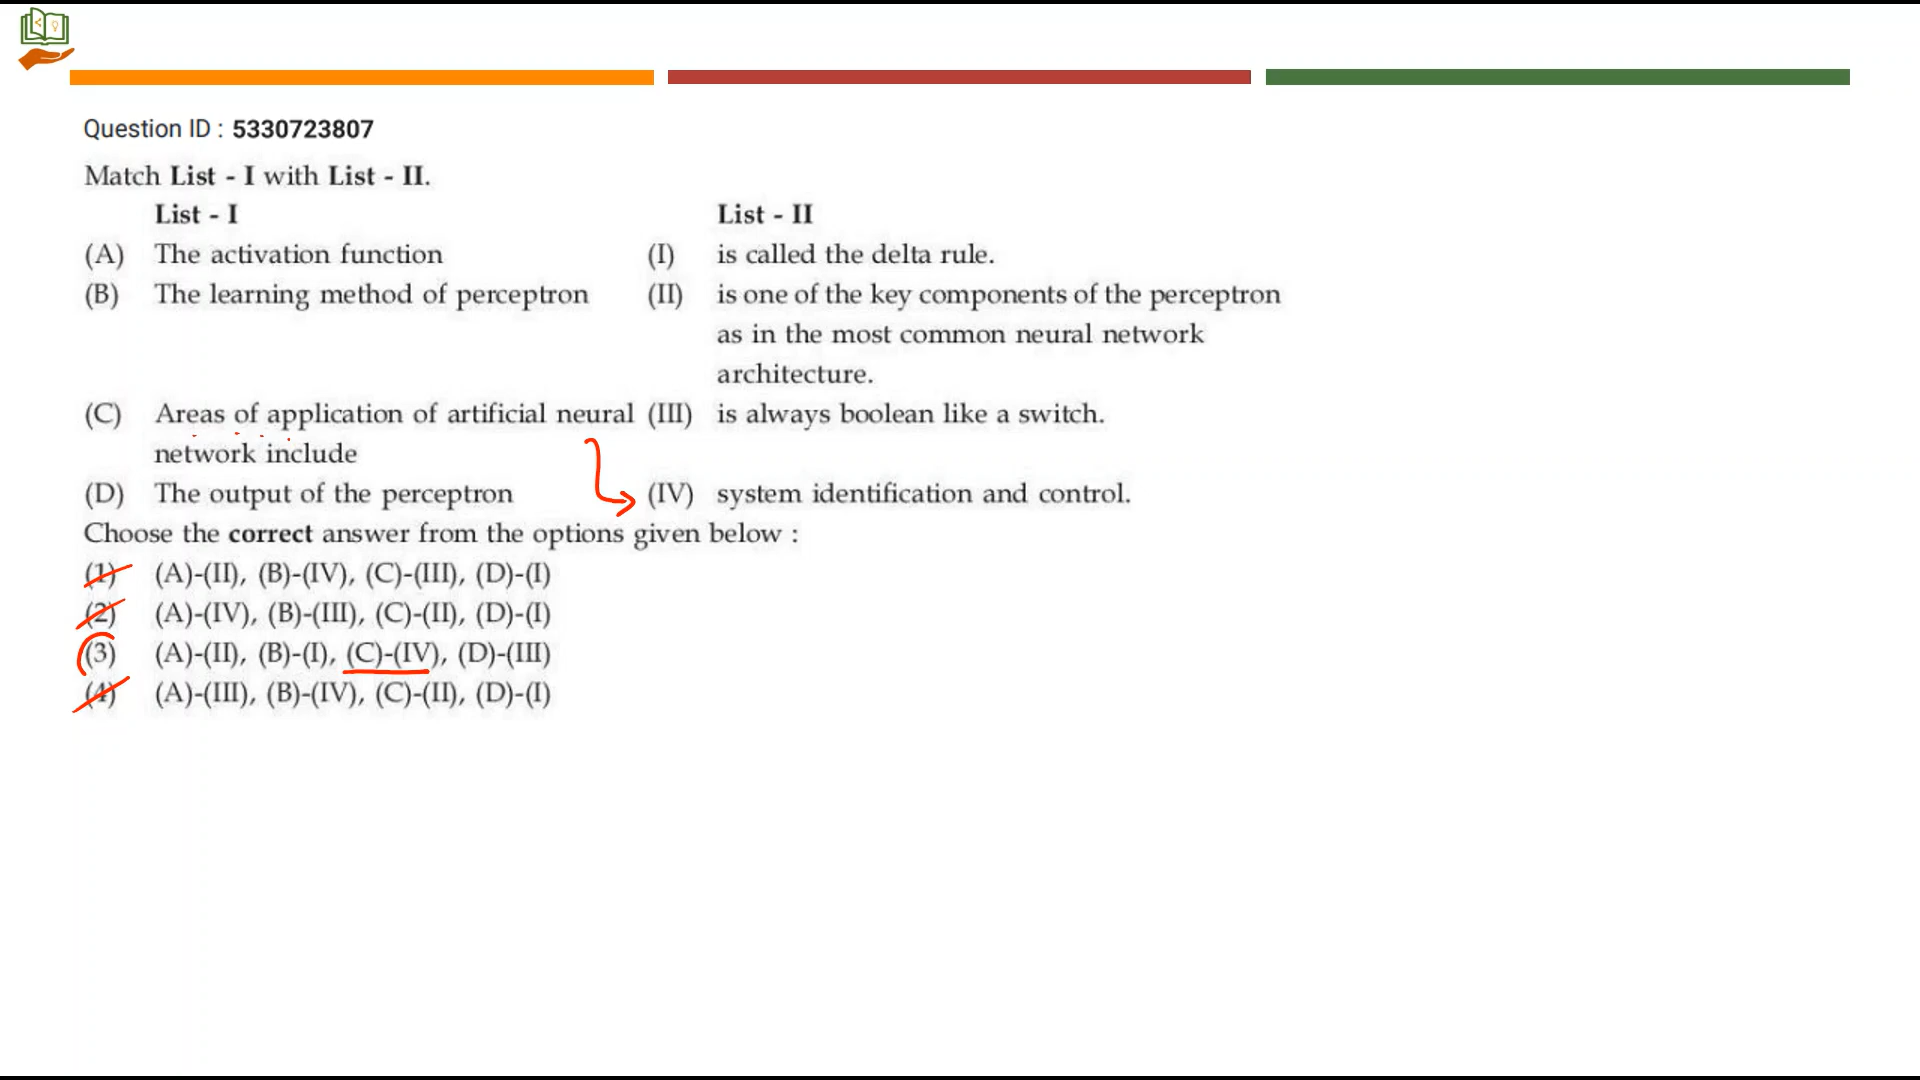 Question ID : 5330723807
Match List - I with List - II.
List - I List - II
(A) The activation function (I) is called the delta rule.
(B) The learning method of perceptron (II) is one of the key components of the perceptron
as in the most common neural network
architecture.
(C) Areas of application of artificial neural (III) is always boolean like a switch.
network include
(D) The output of the perceptron (IV) system identification and control.
Choose the correct answer from the options given below :
(1) (A)-(II), (B)-(IV), (C)-(III), (D)-(I)
(2) (A)-(IV), (B)-(III), (C)-(II), (D)-(I)
(3) (A)-(II), (B)-(I), (C)-(IV), (D)-(III)
(4) (A)-(III), (B)-(IV), (C)-(II), (D)-(I)